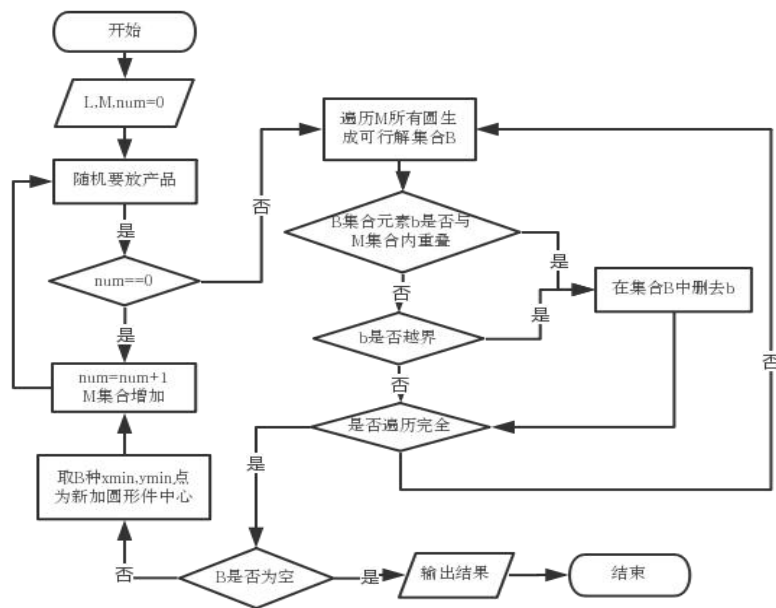 开始
L,M,num=0
随机要放产品
是
num==0
否
是
num=num+1
M集合增加
取B种xmin,ymin点
为新加圆形件中心
遍历M所有圆生
成可行解集合B
B集合元素b是否与
M集合内重叠
是
否
在集合B中删去b
b是否越界
是
否
否
是否遍历完全
是
B是否为空
否
是
输出结果
结束